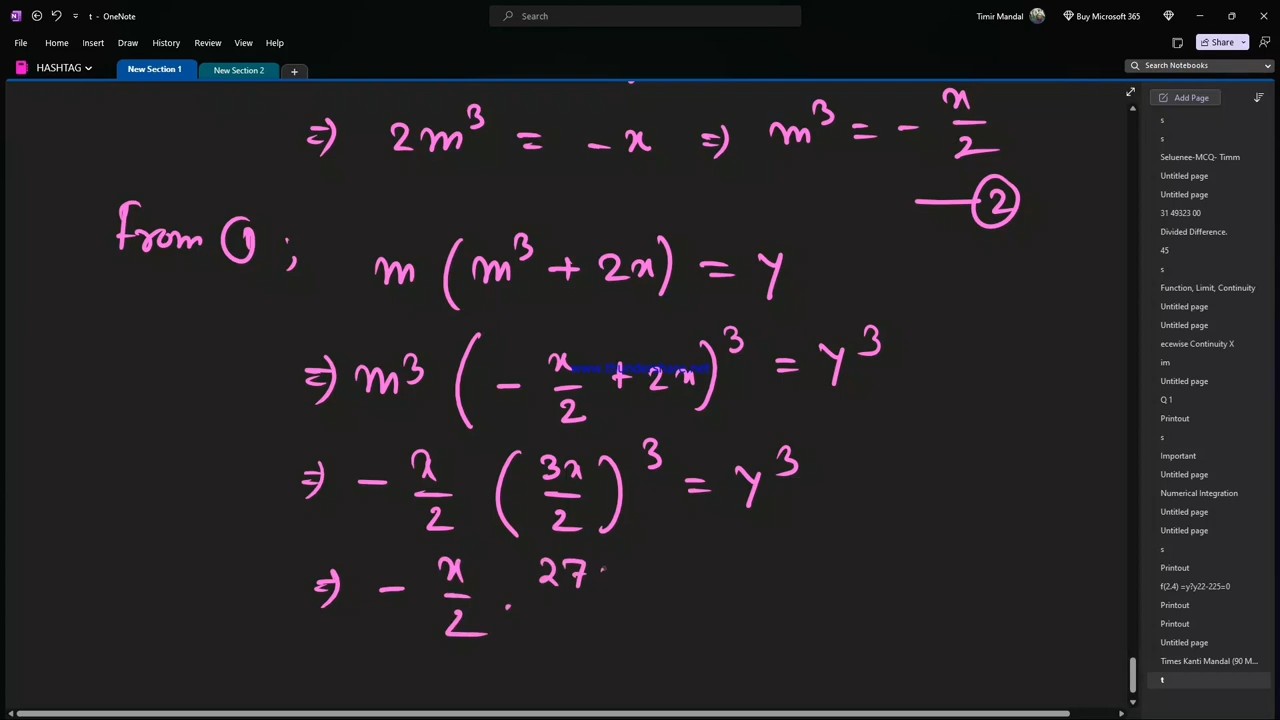 t - OneNote
Search
Timir Mandal
Buy Microsoft 365
File Home Insert Draw History Review View Help
Share
HASHTAG
New Section 1
New Section 2
+
Search Notebooks
Add Page
⇒ 2m³ = - x ⇒ m³ = - x/2
—— ②
From ① ; m (m³ + 2x) = y
⇒ m³ (- x/2 + 2x)³ = y³
www.thundershare.net
⇒ - x/2 (3x/2)³ = y³
⇒ - x/2 . 27
s
s
Seluenee-MCQ- Timm
Untitled page
Untitled page
31 49323 00
Divided Difference.
45
s
Function, Limit, Continuity
Untitled page
Untitled page
ecewise Continuity X
im
Untitled page
Q 1
Printout
s
Important
Untitled page
Numerical Integration
Untitled page
Untitled page
s
Printout
f(2.4) =y?y22-225=0
Printout
Printout
Untitled page
Times Kanti Mandal (90 M...
t